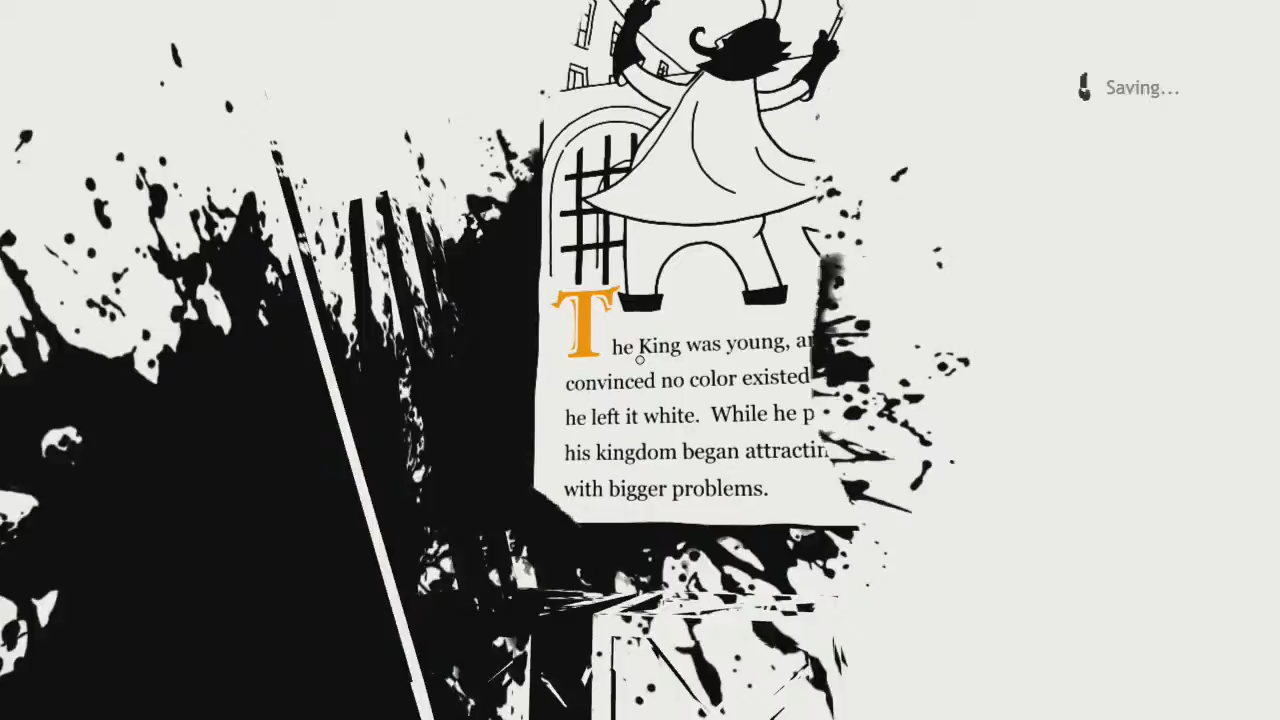 Saving...
The King was young, an
convinced no color existed
he left it white. While he p
his kingdom began attractin
with bigger problems.